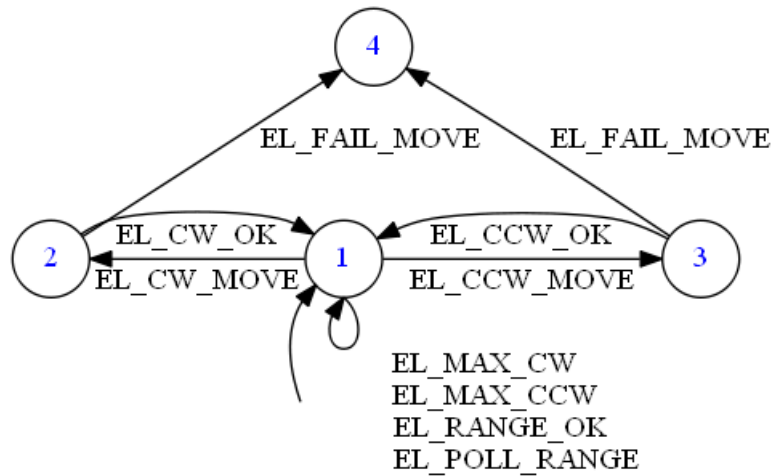 4
EL_FAIL_MOVE
EL_FAIL_MOVE
2
EL_CW_OK
1
EL_CCW_OK
3
EL_CW_MOVE
EL_CCW_MOVE
EL_MAX_CW
EL_MAX_CCW
EL_RANGE_OK
EL_POLL_RANGE